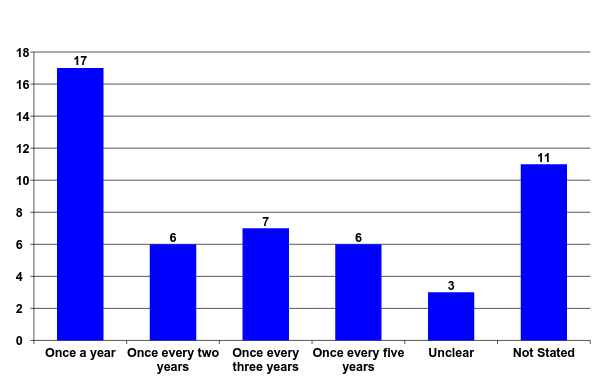 18
16
14
12
10
8
6
4
2
0
17
6
7
6
3
11
Once a year
Once every two
years
Once every
three years
Once every five
years
Unclear
Not Stated